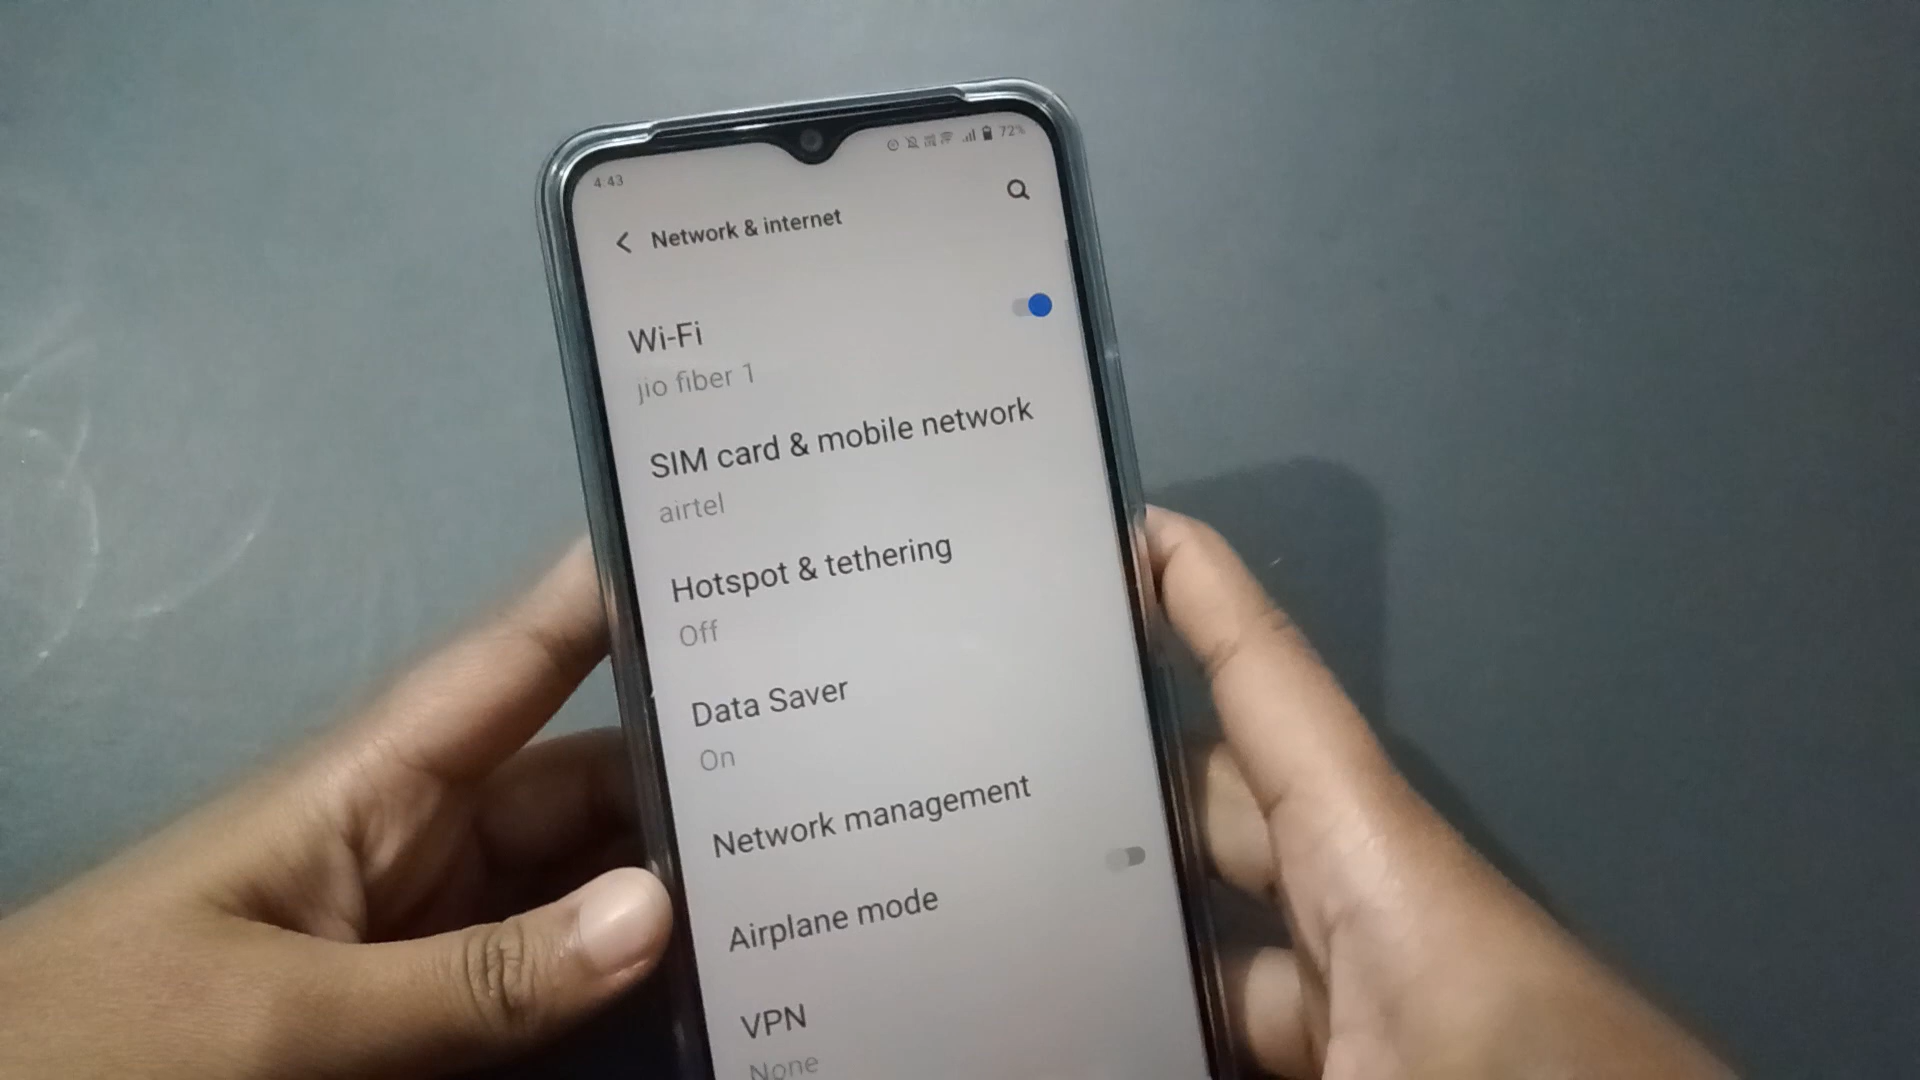 4:43
72%
Network & internet
Wi-Fi
jio fiber 1
SIM card & mobile network
airtel
Hotspot & tethering
Off
Data Saver
On
Network management
Airplane mode
VPN
None